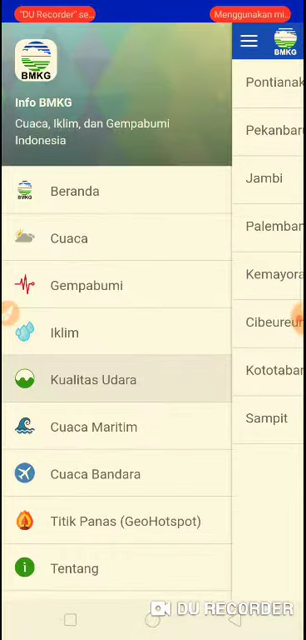 "DU Recorder" se...
Menggunakan mi...
BMKG
BMKG
Info BMKG
Cuaca, Iklim, dan Gempabumi
Indonesia
BMKG
Beranda
Cuaca
Gempabumi
Iklim
Kualitas Udara
Cuaca Maritim
Cuaca Bandara
Titik Panas (GeoHotspot)
i
Tentang
Pontianak
Pekanbar
Jambi
Palemban
Kemayora
Cibeureu
Kototaba
Sampit
DU RECORDER